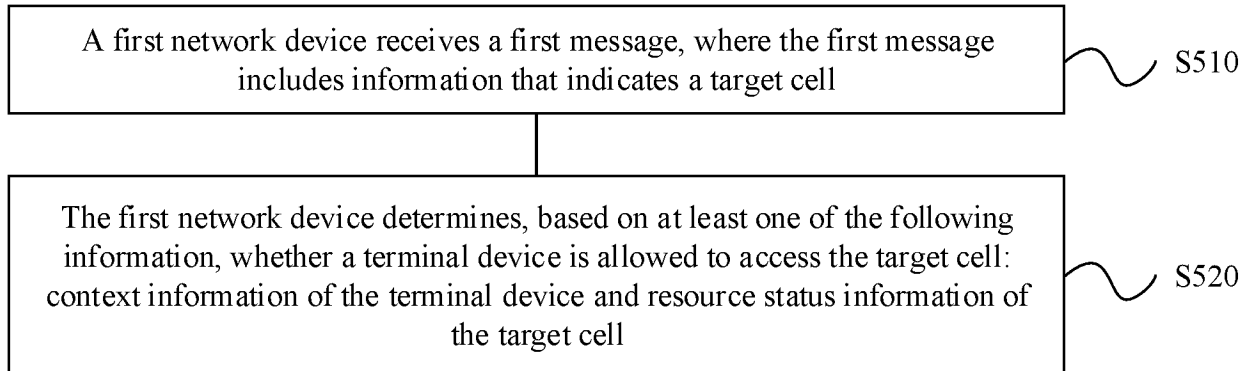 A first network device receives a first message, where the first message
includes information that indicates a target cell
S510
The first network device determines, based on at least one of the following
information, whether a terminal device is allowed to access the target cell:
context information of the terminal device and resource status information of
the target cell
S520